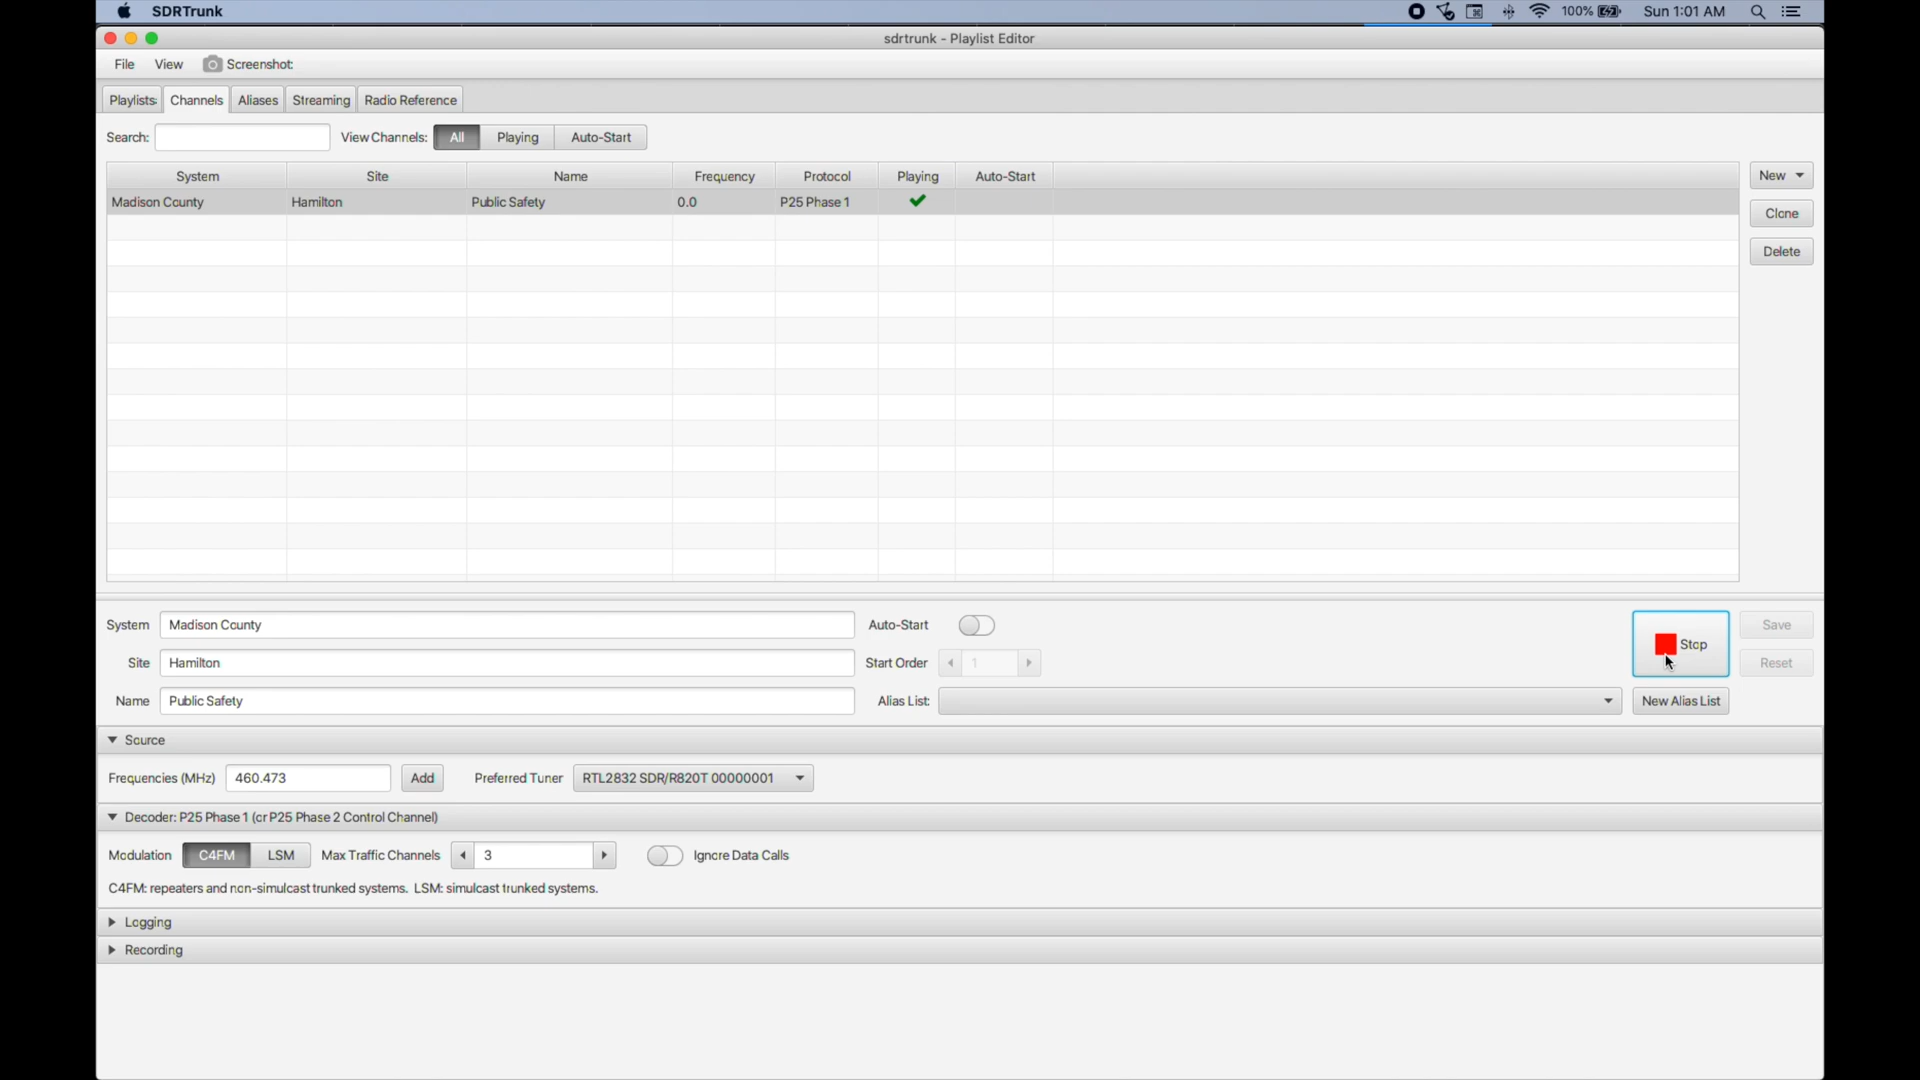 SDRTrunk 100% Sun 1:01 AM
sdrtrunk - Playlist Editor
File View Screenshot
Playlists Channels Aliases Streaming Radio Reference
Search: View Channels: All Playing Auto-Start
System Site Name Frequency Protocol Playing Auto-Start New
Madison County Hamilton Public Safety 0.0 P25 Phase 1
Clone
Delete
System Madison County Auto-Start Stop Save
Site Hamilton Start Order 1 Reset
Name Public Safety Alias List: New Alias List
Source
Frequencies (MHz) 460.473 Add Preferred Tuner RTL2832 SDR/R820T 00000001
Decoder: P25 Phase 1 (or P25 Phase 2 Control Channel)
Modulation C4FM LSM Max Traffic Channels 3 Ignore Data Calls
C4FM: repeaters and non-simulcast trunked systems. LSM: simulcast trunked systems.
Logging
Recording